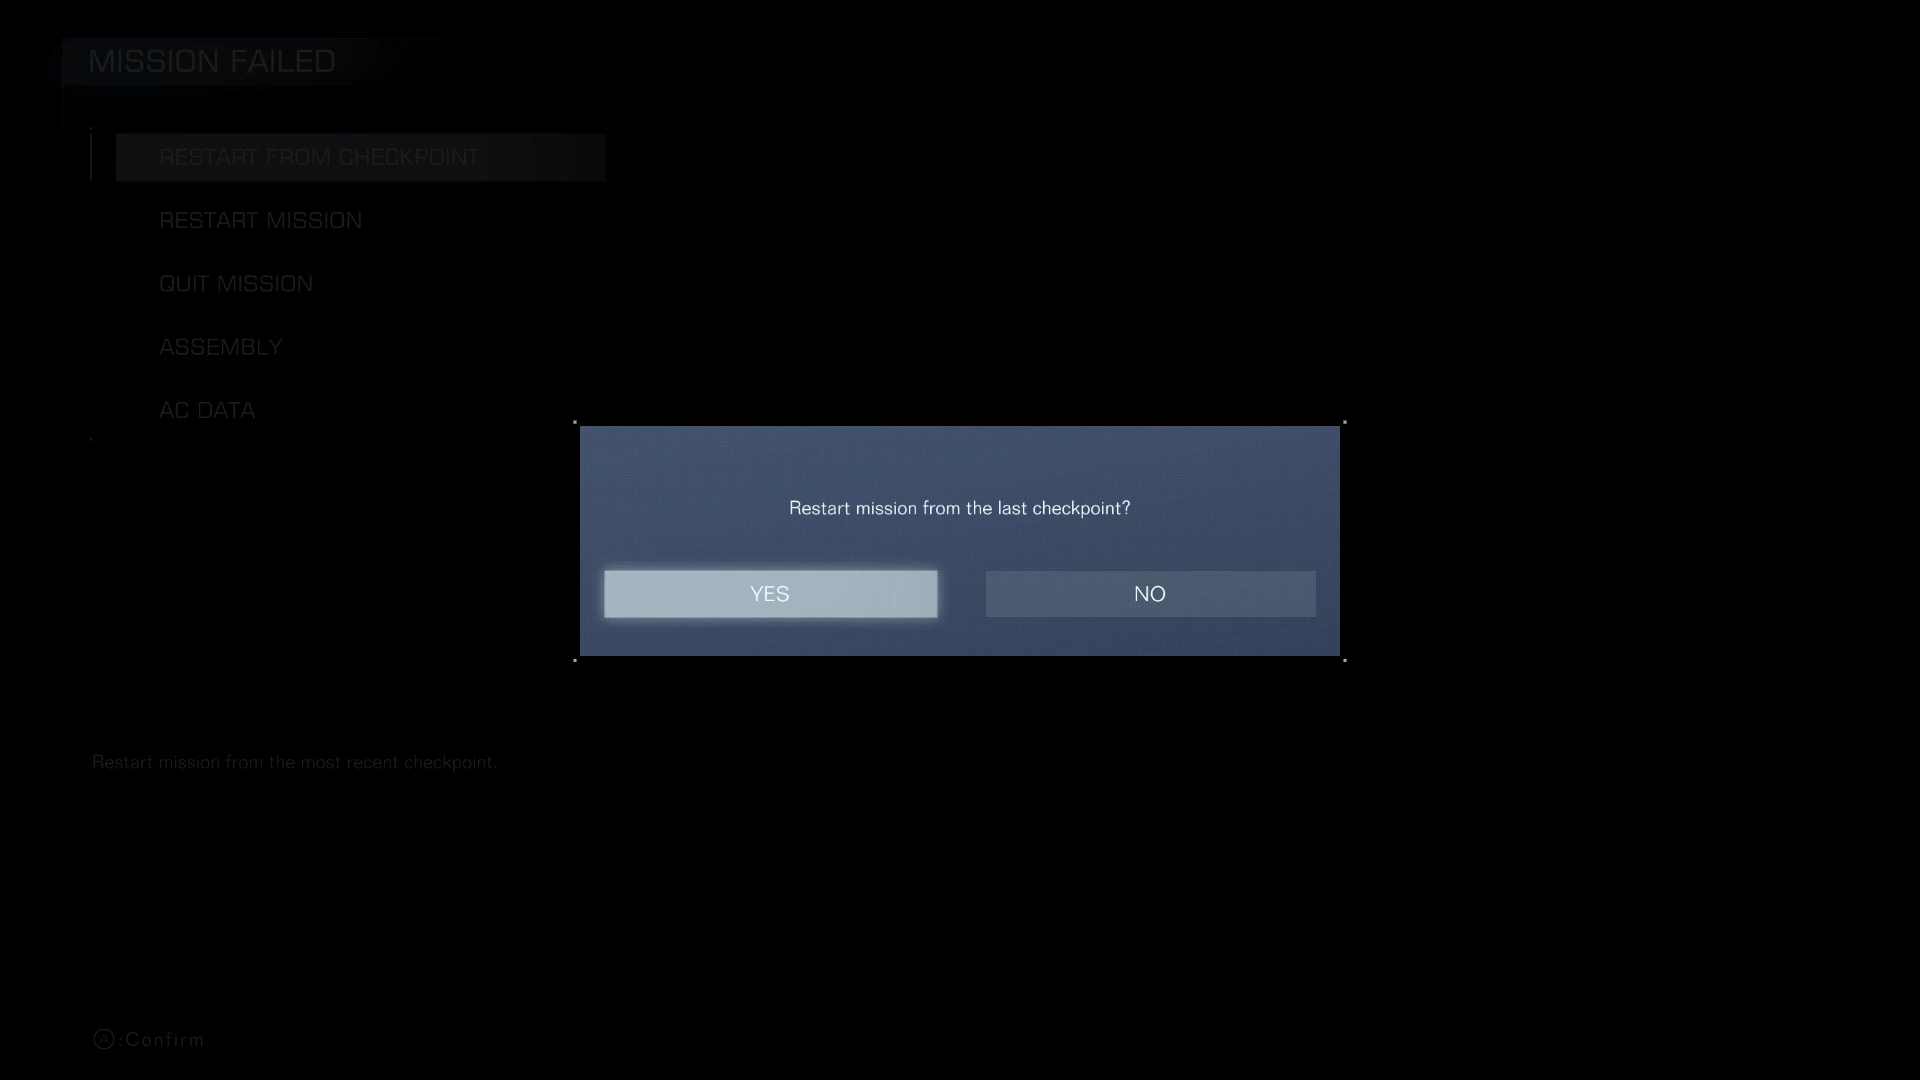 MISSION FAILED
RESTART FROM CHECKPOINT
RESTART MISSION
QUIT MISSION
ASSEMBLY
AC DATA
Restart mission from the last checkpoint?
YES
NO
Restart mission from the most recent checkpoint.
A:Confirm